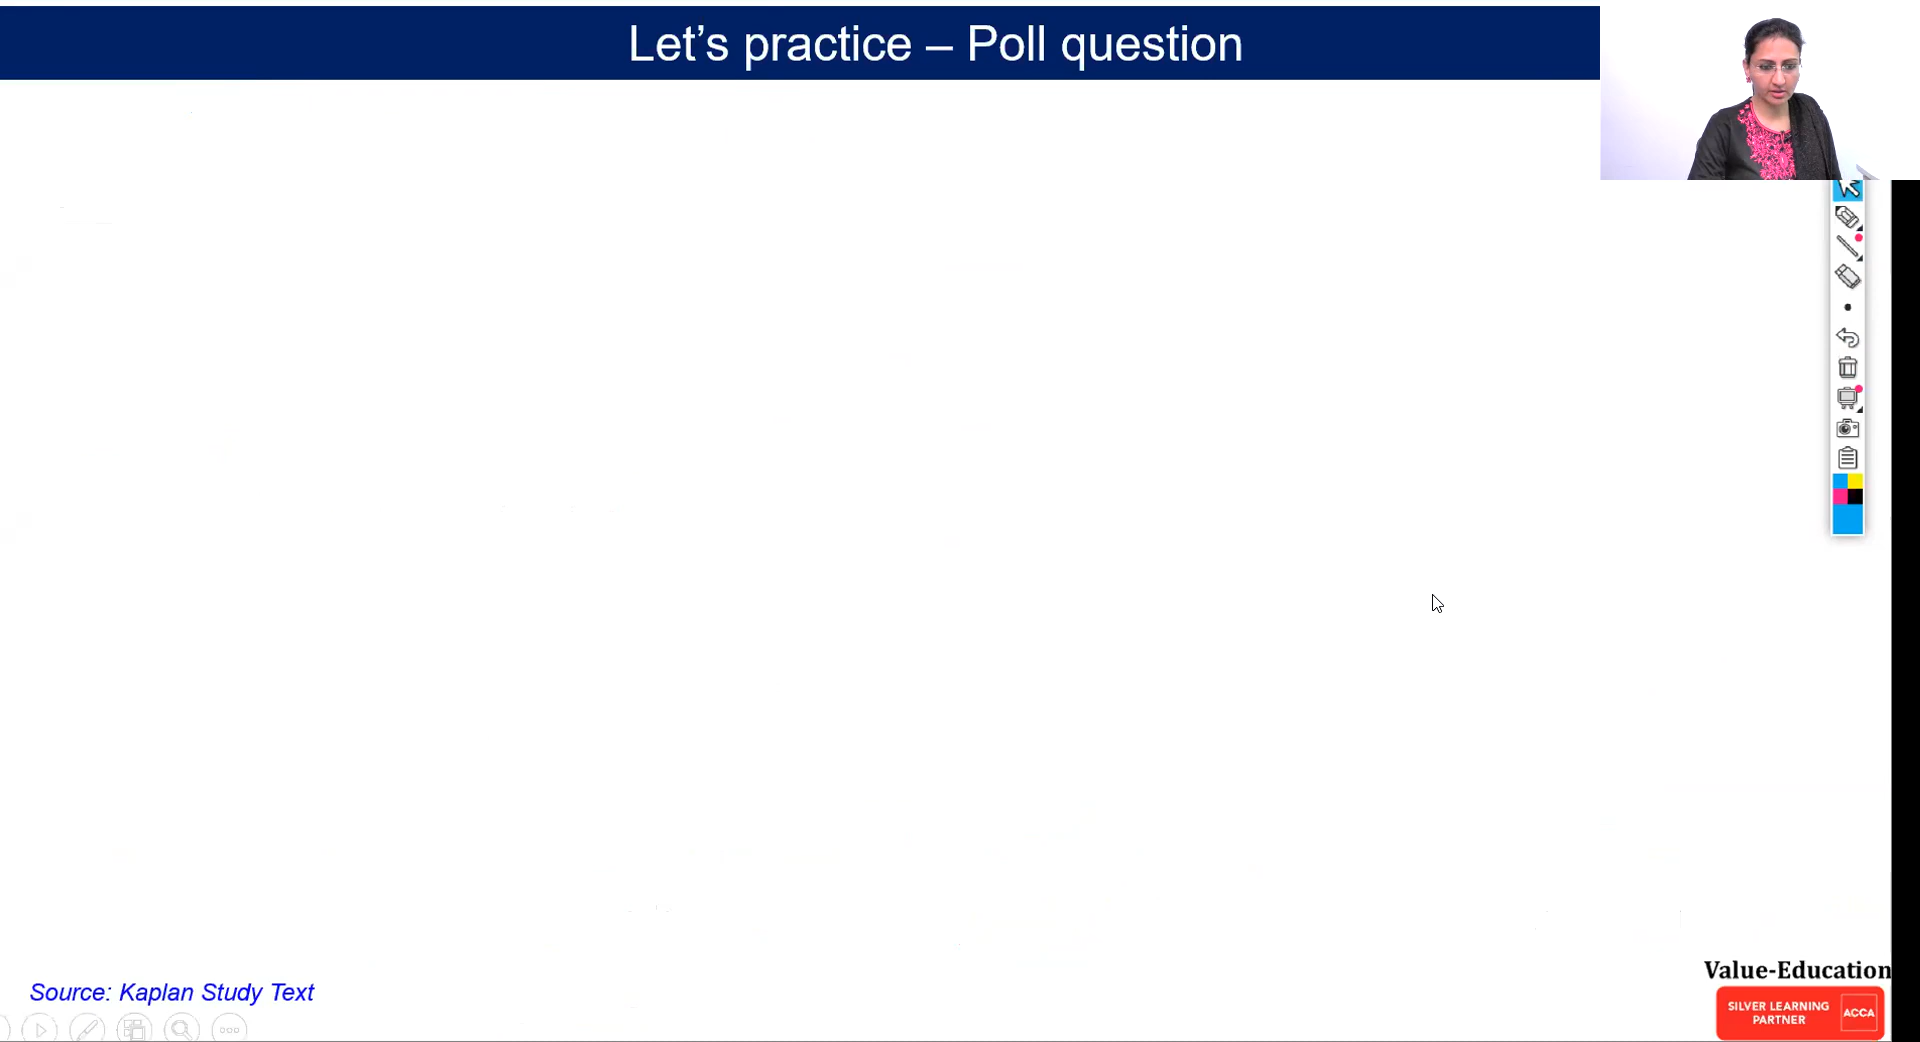 Let’s practice – Poll question
Source: Kaplan Study Text
Value-Education
SILVER LEARNING
PARTNER
ACCA